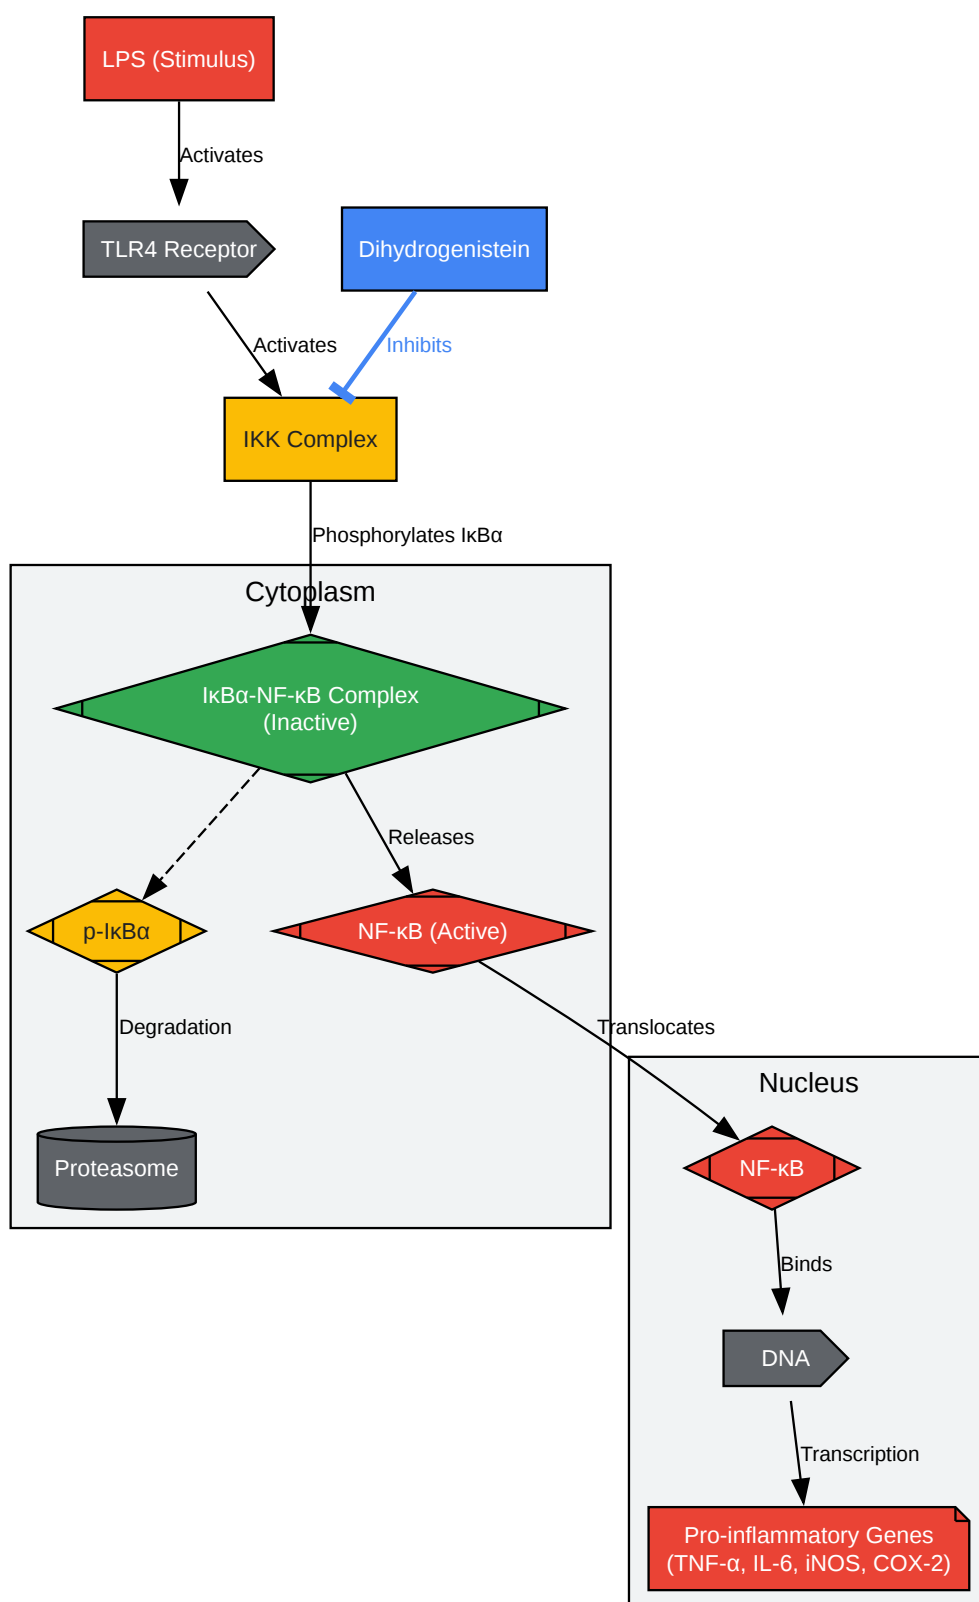 LPS (Stimulus)
Activates
TLR4 Receptor
Dihydrogenistein
Activates
Inhibits
IKK Complex
Phosphorylates IκBα
Cytoplasm
IκBα-NF-κB Complex
(Inactive)
Releases
p-IκBα
NF-κB (Active)
Degradation
Translocates
Nucleus
Proteasome
NF-κB
Binds
DNA
Transcription
Pro-inflammatory Genes
(TNF-α, IL-6, iNOS, COX-2)